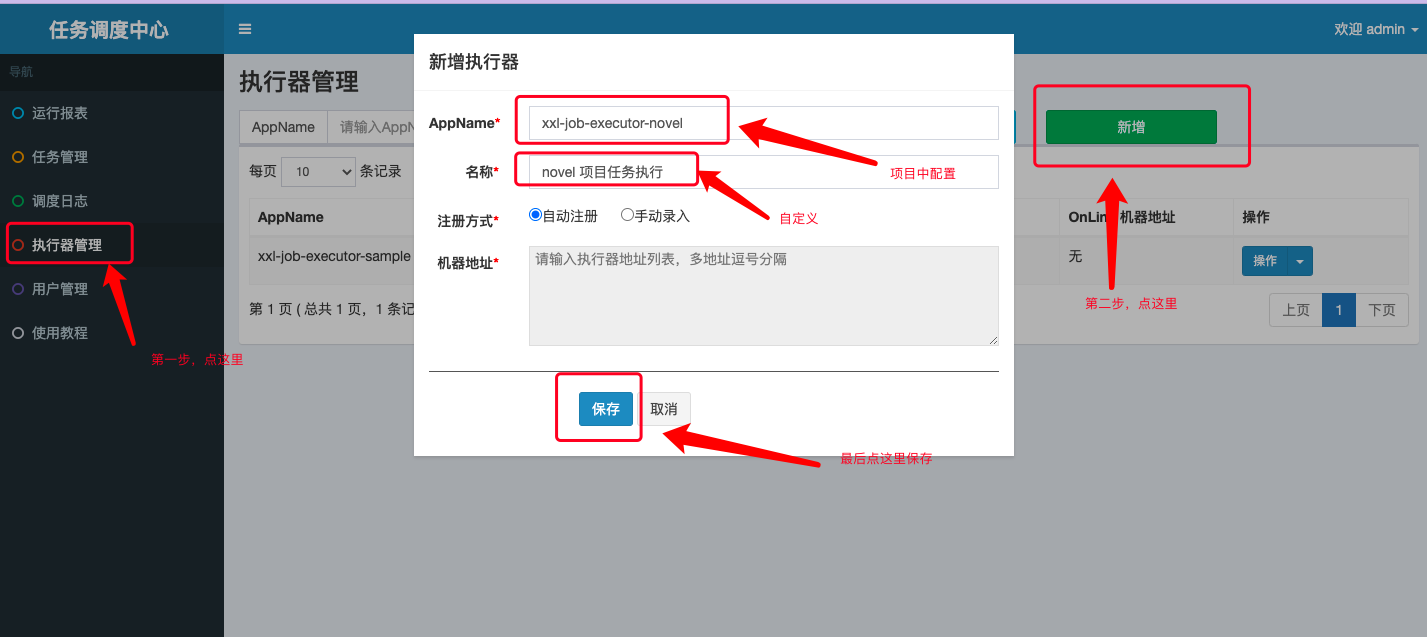 任务调度中心
欢迎 admin
导航
运行报表
任务管理
调度日志
执行器管理
用户管理
使用教程
第一步，点这里
执行器管理
AppName
新增
每页 10 条记录
AppName
OnLin 机器地址
操作
xxl-job-executor-sample
无
操作
第 1 页 ( 总共 1 页，1 条记
上页
1
下页
第二步，点这里
新增执行器
AppName*
xxl-job-executor-novel
项目中配置
名称*
novel 项目任务执行
自定义
注册方式*
自动注册
手动录入
机器地址*
请输入执行器地址列表，多地址逗号分隔
保存
取消
最后点这里保存